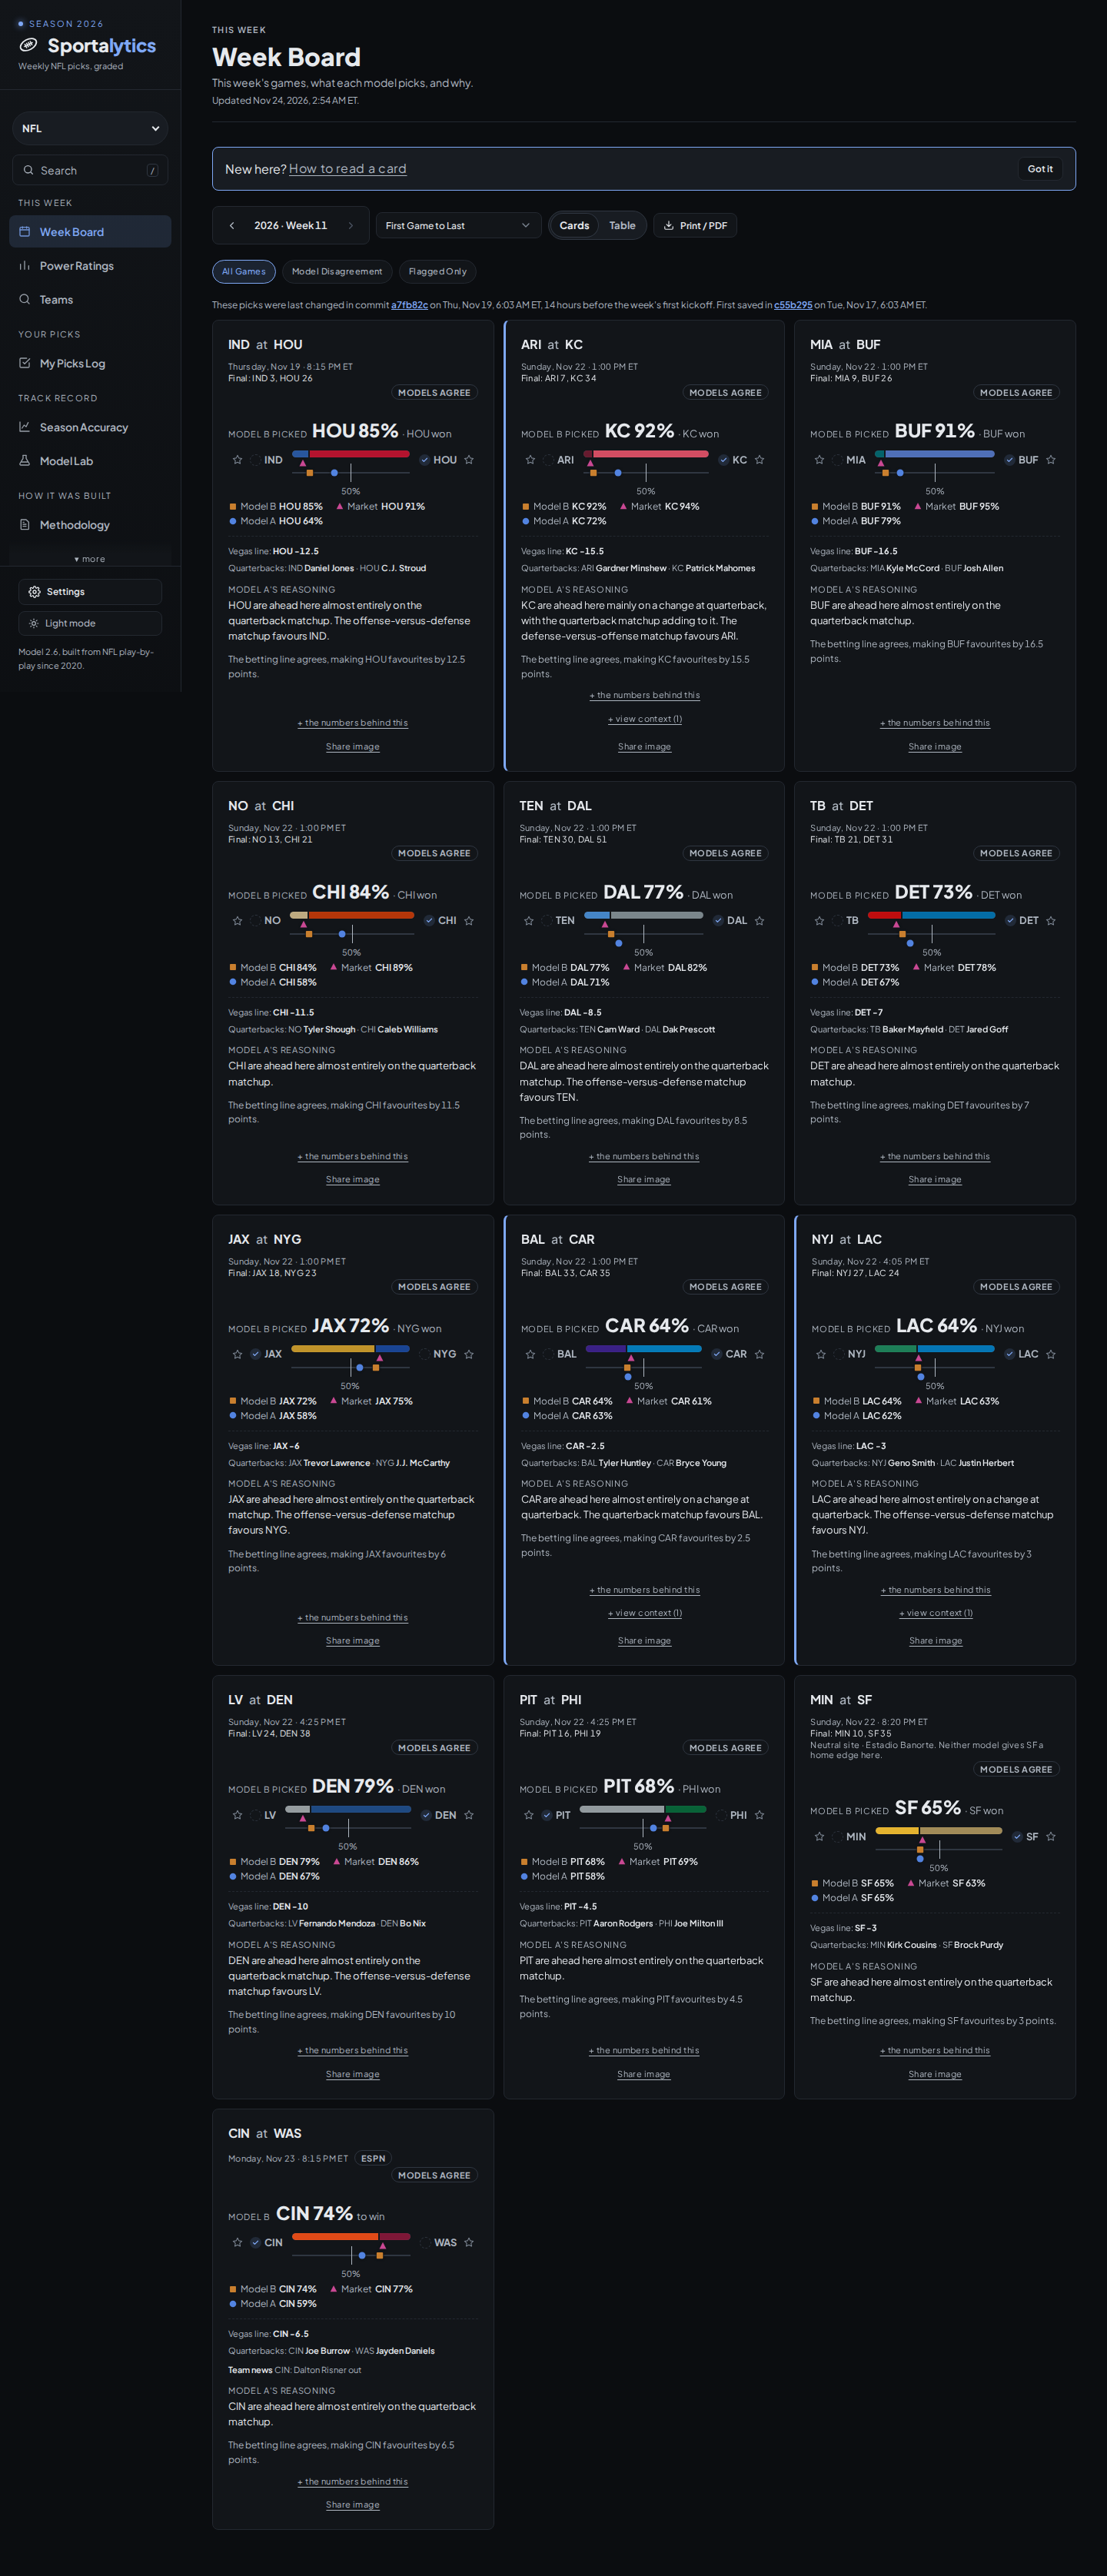 SEASON 2026
Sportalytics
Weekly NFL picks, graded
NFL
Search
/
THIS WEEK
Week Board
Power Ratings
Teams
YOUR PICKS
My Picks Log
TRACK RECORD
Season Accuracy
Model Lab
HOW IT WAS BUILT
Methodology
▾ more
Settings
Light mode
Model 2.6, built from NFL play-by-
play since 2020.
THIS WEEK
Week Board
This week's games, what each model picks, and why.
Updated Nov 24, 2026, 2:54 AM ET.
New here? How to read a card
Got it
2026 · Week 11
First Game to Last
Cards
Table
Print / PDF
All Games
Model Disagreement
Flagged Only
These picks were last changed in commit a7fb82c on Thu, Nov 19, 6:03 AM ET, 14 hours before the week's first kickoff. First saved in c55b295 on Tue, Nov 17, 6:03 AM ET.
IND at HOU
Thursday, Nov 19 · 8:15 PM ET
Final: IND 3, HOU 26
MODELS AGREE
MODEL B PICKED HOU 85% · HOU won
IND
HOU
50%
Model B HOU 85%
Market HOU 91%
Model A HOU 64%
Vegas line: HOU -12.5
Quarterbacks: IND Daniel Jones · HOU C.J. Stroud
MODEL A'S REASONING
HOU are ahead here almost entirely on the
quarterback matchup. The offense-versus-defense
matchup favours IND.
The betting line agrees, making HOU favourites by 12.5
points.
+ the numbers behind this
Share image
ARI at KC
Sunday, Nov 22 · 1:00 PM ET
Final: ARI 7, KC 34
MODELS AGREE
MODEL B PICKED KC 92% · KC won
ARI
KC
50%
Model B KC 92%
Market KC 94%
Model A KC 72%
Vegas line: KC -15.5
Quarterbacks: ARI Gardner Minshew · KC Patrick Mahomes
MODEL A'S REASONING
KC are ahead here mainly on a change at quarterback,
with the quarterback matchup adding to it. The
defense-versus-offense matchup favours ARI.
The betting line agrees, making KC favourites by 15.5
points.
+ the numbers behind this
+ view context (1)
Share image
MIA at BUF
Sunday, Nov 22 · 1:00 PM ET
Final: MIA 9, BUF 26
MODELS AGREE
MODEL B PICKED BUF 91% · BUF won
MIA
BUF
50%
Model B BUF 91%
Market BUF 95%
Model A BUF 79%
Vegas line: BUF -16.5
Quarterbacks: MIA Kyle McCord · BUF Josh Allen
MODEL A'S REASONING
BUF are ahead here almost entirely on the
quarterback matchup.
The betting line agrees, making BUF favourites by 16.5
points.
+ the numbers behind this
Share image
NO at CHI
Sunday, Nov 22 · 1:00 PM ET
Final: NO 13, CHI 21
MODELS AGREE
MODEL B PICKED CHI 84% · CHI won
NO
CHI
50%
Model B CHI 84%
Market CHI 89%
Model A CHI 58%
Vegas line: CHI -11.5
Quarterbacks: NO Tyler Shough · CHI Caleb Williams
MODEL A'S REASONING
CHI are ahead here almost entirely on the quarterback
matchup.
The betting line agrees, making CHI favourites by 11.5
points.
+ the numbers behind this
Share image
TEN at DAL
Sunday, Nov 22 · 1:00 PM ET
Final: TEN 30, DAL 51
MODELS AGREE
MODEL B PICKED DAL 77% · DAL won
TEN
DAL
50%
Model B DAL 77%
Market DAL 82%
Model A DAL 71%
Vegas line: DAL -8.5
Quarterbacks: TEN Cam Ward · DAL Dak Prescott
MODEL A'S REASONING
DAL are ahead here almost entirely on the quarterback
matchup. The offense-versus-defense matchup
favours TEN.
The betting line agrees, making DAL favourites by 8.5
points.
+ the numbers behind this
Share image
TB at DET
Sunday, Nov 22 · 1:00 PM ET
Final: TB 21, DET 31
MODELS AGREE
MODEL B PICKED DET 73% · DET won
TB
DET
50%
Model B DET 73%
Market DET 78%
Model A DET 67%
Vegas line: DET -7
Quarterbacks: TB Baker Mayfield · DET Jared Goff
MODEL A'S REASONING
DET are ahead here almost entirely on the quarterback
matchup.
The betting line agrees, making DET favourites by 7
points.
+ the numbers behind this
Share image
JAX at NYG
Sunday, Nov 22 · 1:00 PM ET
Final: JAX 18, NYG 23
MODELS AGREE
MODEL B PICKED JAX 72% · NYG won
JAX
NYG
50%
Model B JAX 72%
Market JAX 75%
Model A JAX 58%
Vegas line: JAX -6
Quarterbacks: JAX Trevor Lawrence · NYG J.J. McCarthy
MODEL A'S REASONING
JAX are ahead here almost entirely on the quarterback
matchup. The offense-versus-defense matchup
favours NYG.
The betting line agrees, making JAX favourites by 6
points.
+ the numbers behind this
Share image
BAL at CAR
Sunday, Nov 22 · 1:00 PM ET
Final: BAL 33, CAR 35
MODELS AGREE
MODEL B PICKED CAR 64% · CAR won
BAL
CAR
50%
Model B CAR 64%
Market CAR 61%
Model A CAR 63%
Vegas line: CAR -2.5
Quarterbacks: BAL Tyler Huntley · CAR Bryce Young
MODEL A'S REASONING
CAR are ahead here almost entirely on a change at
quarterback. The quarterback matchup favours BAL.
The betting line agrees, making CAR favourites by 2.5
points.
+ the numbers behind this
+ view context (1)
Share image
NYJ at LAC
Sunday, Nov 22 · 4:05 PM ET
Final: NYJ 27, LAC 24
MODELS AGREE
MODEL B PICKED LAC 64% · NYJ won
NYJ
LAC
50%
Model B LAC 64%
Market LAC 63%
Model A LAC 62%
Vegas line: LAC -3
Quarterbacks: NYJ Geno Smith · LAC Justin Herbert
MODEL A'S REASONING
LAC are ahead here almost entirely on a change at
quarterback. The offense-versus-defense matchup
favours NYJ.
The betting line agrees, making LAC favourites by 3
points.
+ the numbers behind this
+ view context (1)
Share image
LV at DEN
Sunday, Nov 22 · 4:25 PM ET
Final: LV 24, DEN 38
MODELS AGREE
MODEL B PICKED DEN 79% · DEN won
LV
DEN
50%
Model B DEN 79%
Market DEN 86%
Model A DEN 67%
Vegas line: DEN -10
Quarterbacks: LV Fernando Mendoza · DEN Bo Nix
MODEL A'S REASONING
DEN are ahead here almost entirely on the
quarterback matchup. The offense-versus-defense
matchup favours LV.
The betting line agrees, making DEN favourites by 10
points.
+ the numbers behind this
Share image
PIT at PHI
Sunday, Nov 22 · 4:25 PM ET
Final: PIT 16, PHI 19
MODELS AGREE
MODEL B PICKED PIT 68% · PHI won
PIT
PHI
50%
Model B PIT 68%
Market PIT 69%
Model A PIT 58%
Vegas line: PIT -4.5
Quarterbacks: PIT Aaron Rodgers · PHI Joe Milton III
MODEL A'S REASONING
PIT are ahead here almost entirely on the quarterback
matchup.
The betting line agrees, making PIT favourites by 4.5
points.
+ the numbers behind this
Share image
MIN at SF
Sunday, Nov 22 · 8:20 PM ET
Final: MIN 10, SF 35
Neutral site · Estadio Banorte. Neither model gives SF a
home edge here.
MODELS AGREE
MODEL B PICKED SF 65% · SF won
MIN
SF
50%
Model B SF 65%
Market SF 63%
Model A SF 65%
Vegas line: SF -3
Quarterbacks: MIN Kirk Cousins · SF Brock Purdy
MODEL A'S REASONING
SF are ahead here almost entirely on the quarterback
matchup.
The betting line agrees, making SF favourites by 3 points.
+ the numbers behind this
Share image
CIN at WAS
Monday, Nov 23 · 8:15 PM ET
ESPN
MODELS AGREE
MODEL B CIN 74% to win
CIN
WAS
50%
Model B CIN 74%
Market CIN 77%
Model A CIN 59%
Vegas line: CIN -6.5
Quarterbacks: CIN Joe Burrow · WAS Jayden Daniels
Team news CIN: Dalton Risner out
MODEL A'S REASONING
CIN are ahead here almost entirely on the quarterback
matchup.
The betting line agrees, making CIN favourites by 6.5
points.
+ the numbers behind this
Share image